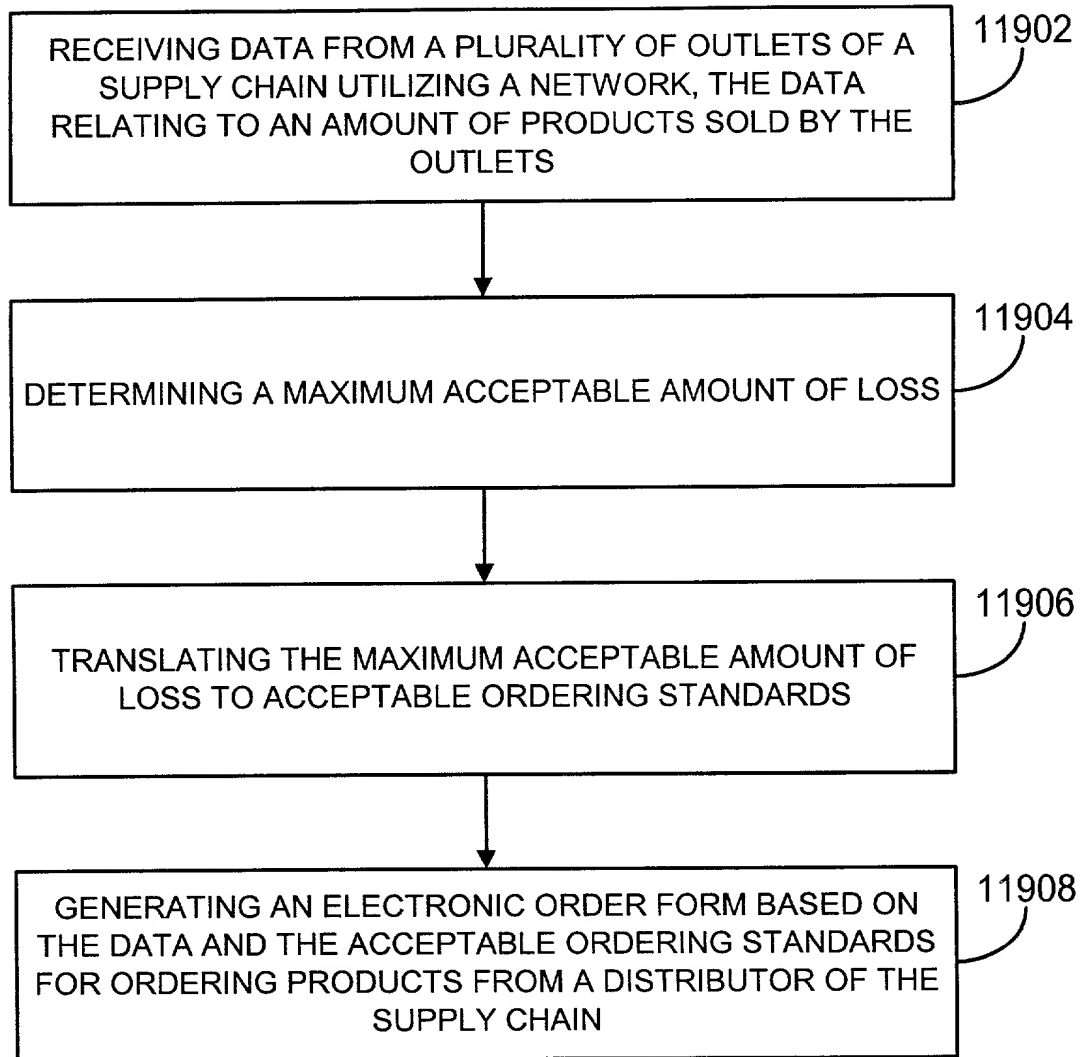 RECEIVING DATA FROM A PLURALITY OF OUTLETS OF A
SUPPLY CHAIN UTILIZING A NETWORK, THE DATA
RELATING TO AN AMOUNT OF PRODUCTS SOLD BY THE
OUTLETS
11902
DETERMINING A MAXIMUM ACCEPTABLE AMOUNT OF LOSS
11904
TRANSLATING THE MAXIMUM ACCEPTABLE AMOUNT OF
LOSS TO ACCEPTABLE ORDERING STANDARDS
11906
GENERATING AN ELECTRONIC ORDER FORM BASED ON
THE DATA AND THE ACCEPTABLE ORDERING STANDARDS
FOR ORDERING PRODUCTS FROM A DISTRIBUTOR OF THE
SUPPLY CHAIN
11908